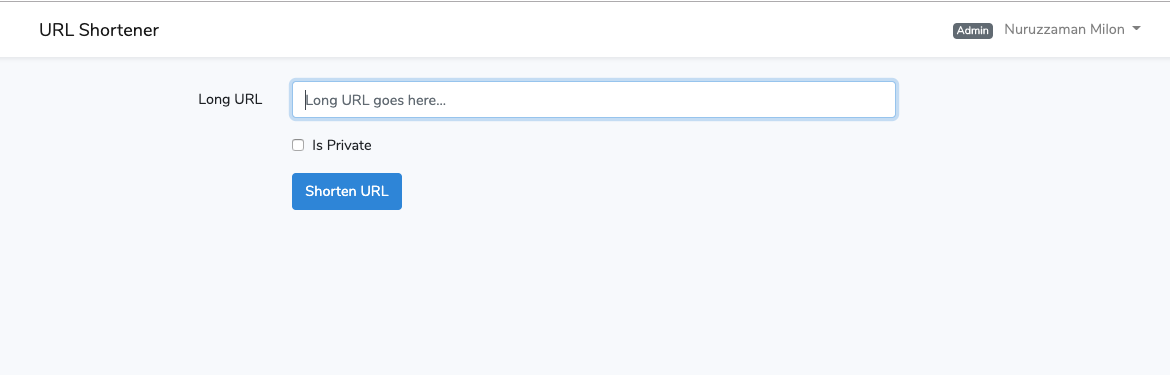 URL Shortener
Admin Nuruzzaman Milon
Long URL
Long URL goes here...
Is Private
Shorten URL